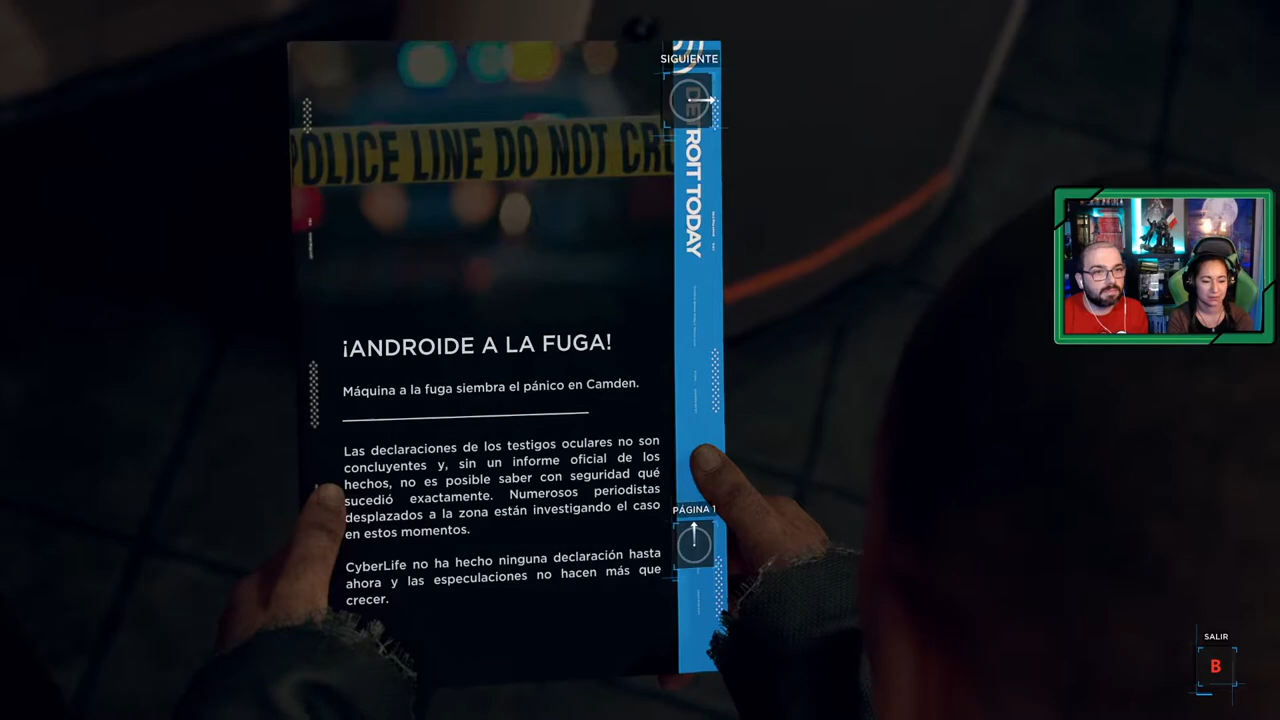 SIGUIENTE
POLICE LINE DO NOT
DETROIT TODAY
¡ANDROIDE A LA FUGA!
Máquina a la fuga siembra el pánico en Camden.
Las declaraciones de los testigos oculares no son
concluyentes y, sin un informe oficial de los
hechos, no es posible saber con seguridad qué
sucedió exactamente. Numerosos periodistas
desplazados a la zona están investigando el caso
en estos momentos.
CyberLife no ha hecho ninguna declaración hasta
ahora y las especulaciones no hacen más que
crecer.
PÁGINA 1
SALIR
B